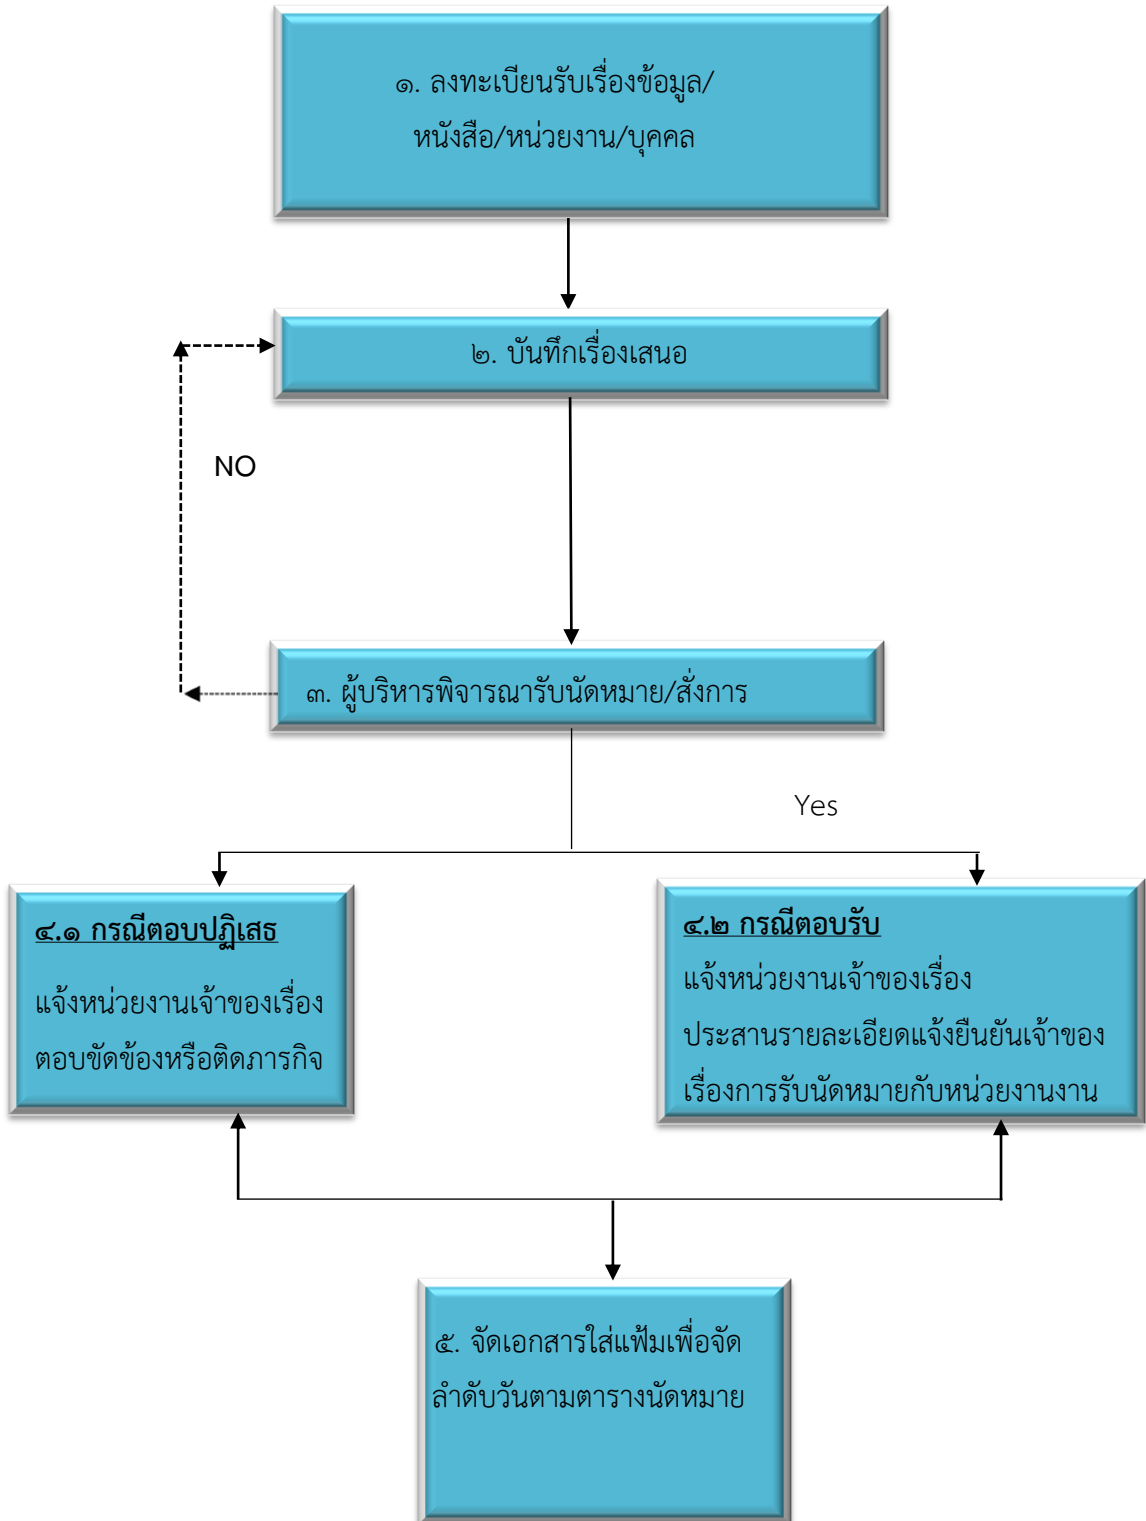 ๑. ลงทะเบียนรับเรื่องข้อมูล/
หนังสือ/หน่วยงาน/บุคคล
๒. บันทึกเรื่องเสนอ
NO
๓. ผู้บริหารพิจารณารับนัดหมาย/สั่งการ
Yes
๔.๑ กรณีตอบปฏิเสธ
แจ้งหน่วยงานเจ้าของเรื่อง
ตอบขัดข้องหรือติดภารกิจ
๔.๒ กรณีตอบรับ
แจ้งหน่วยงานเจ้าของเรื่อง
ประสานรายละเอียดแจ้งยืนยันเจ้าของ
เรื่องการรับนัดหมายกับหน่วยงานงาน
๕. จัดเอกสารใส่แฟ้มเพื่อจัด
ลำดับวันตามตารางนัดหมาย